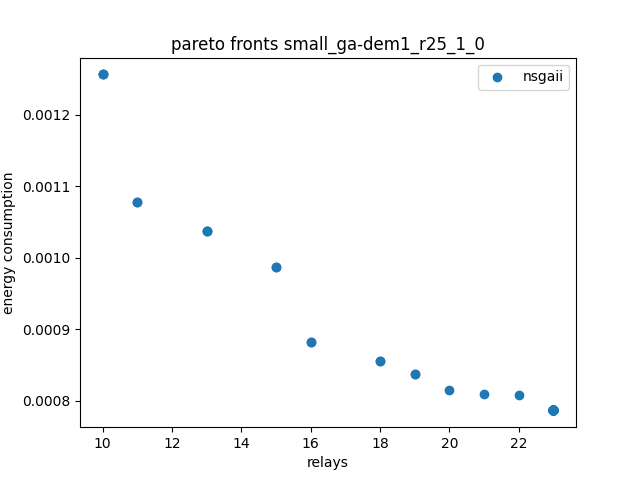 pareto fronts small_ga-dem1_r25_1_0
nsgaii
energy consumption
0.0012
0.0011
0.0010
0.0009
0.0008
10 12 14 16 18 20 22
relays